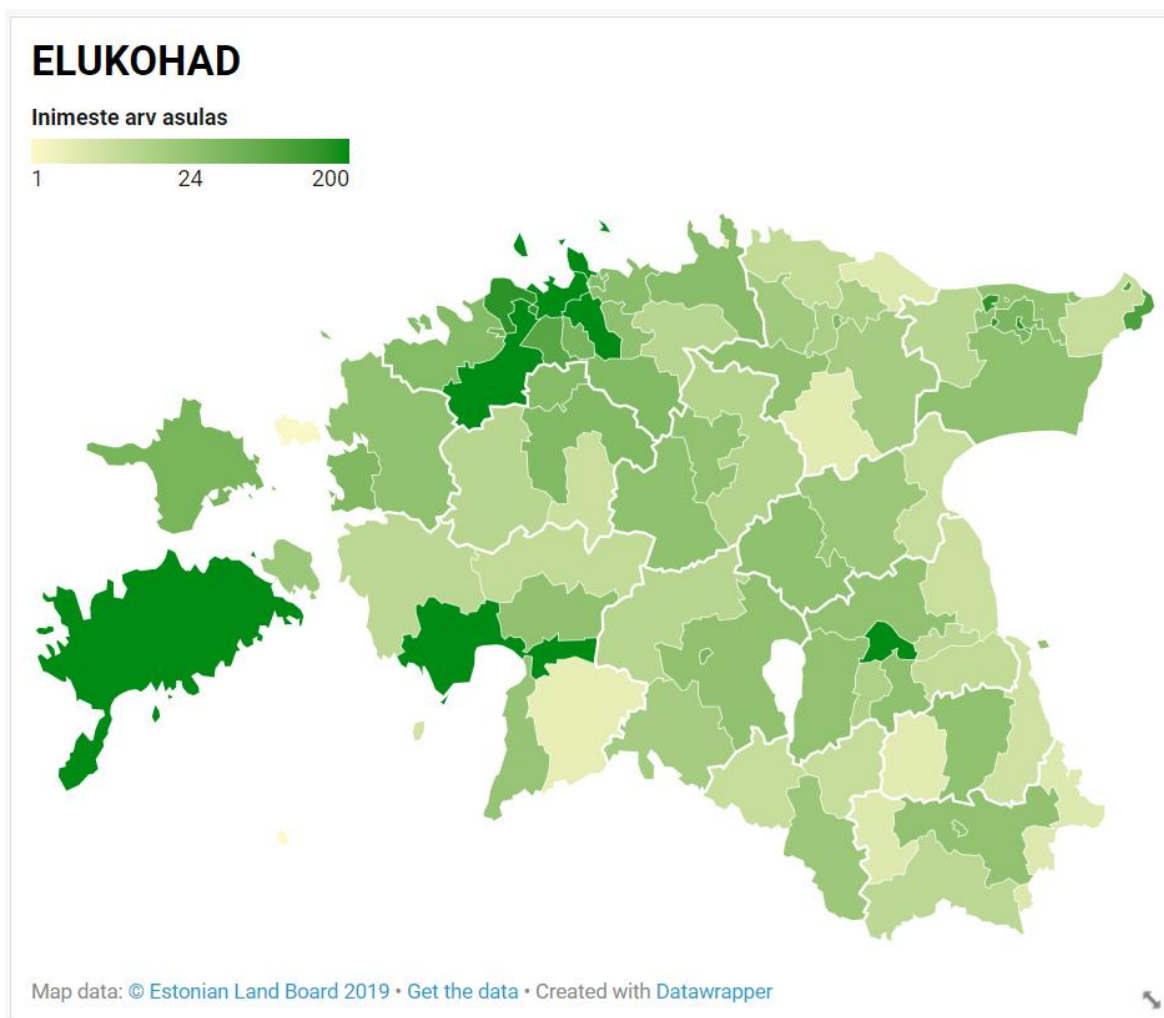 ELUKOHAD
Inimeste arv asulas
1 24 200
Map data: © Estonian Land Board 2019 • Get the data • Created with Datawrapper